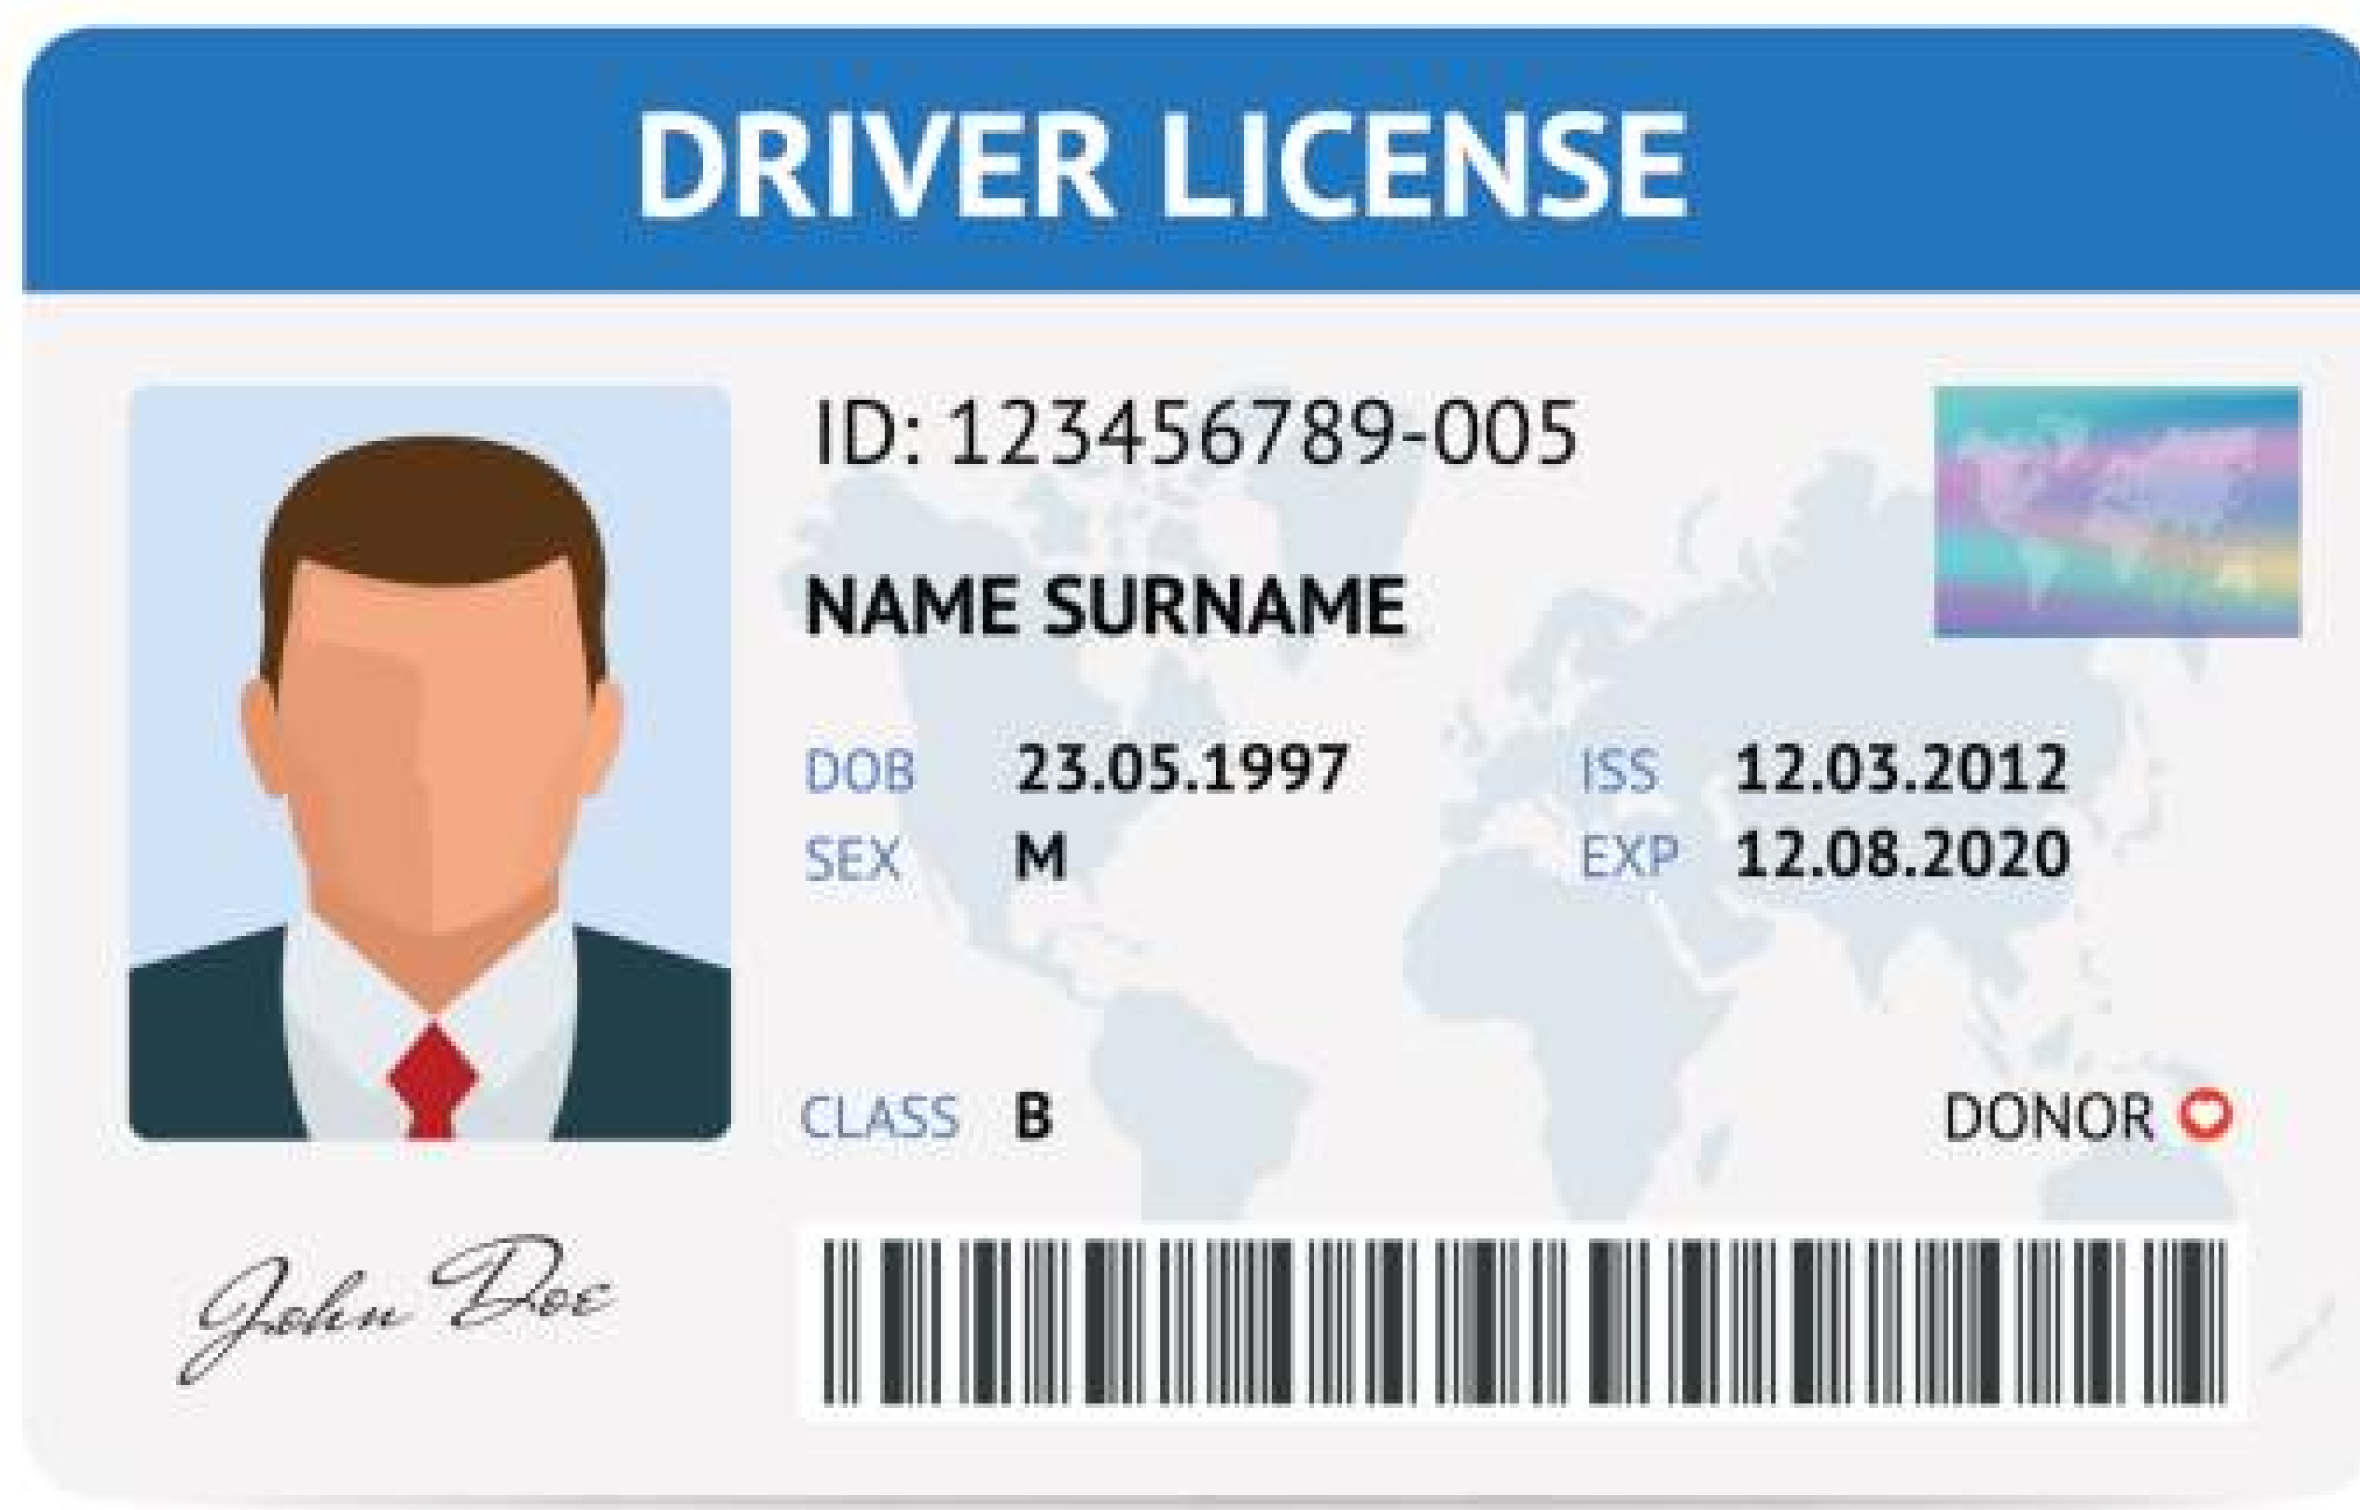 DRIVER LICENSE
ID: 123456789-005
NAME SURNAME
DOB 23.05.1997 ISS 12.03.2012
SEX M EXP 12.08.2020
CLASS B DONOR
John Doe